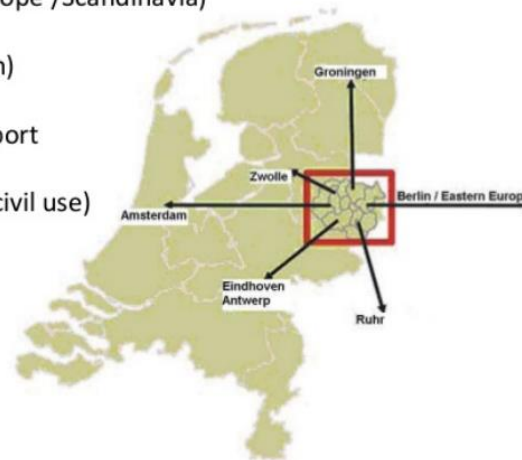 ope /Scandinavia)
n)
port
civil use)
Groningen
Zwolle
Berlin / Eastern Europ
Amsterdam
Eindhoven
Antwerp
Ruhr